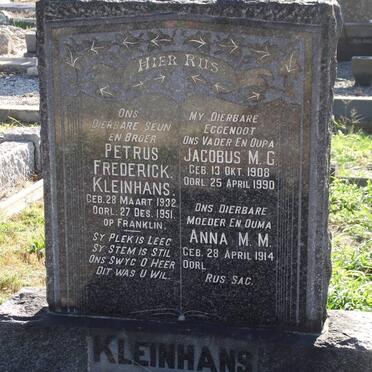 HIER RUS
ONS
DIERBARE SEUN
EN BROER
PETRUS
FREDERICK.
KLEINHANS.
GEB. 28 MAART 1932.
OORL. 27 DES. 1951.
OP FRANKLIN.
SY PLEK IS LEEG
SY STEM IS STIL
ONS SWYG O HEER
DIT WAS U WIL.
MY DIERBARE
EGGENOOT
ONS VADER EN OUPA
JACOBUS M. G.
GEB. 13 OKT. 1908
OORL. 25 APRIL 1990
ONS DIERBARE
MOEDER EN OUMA
ANNA M. M.
GEB. 28 APRIL 1914
OORL.
RUS SAG.
KLEINHANS